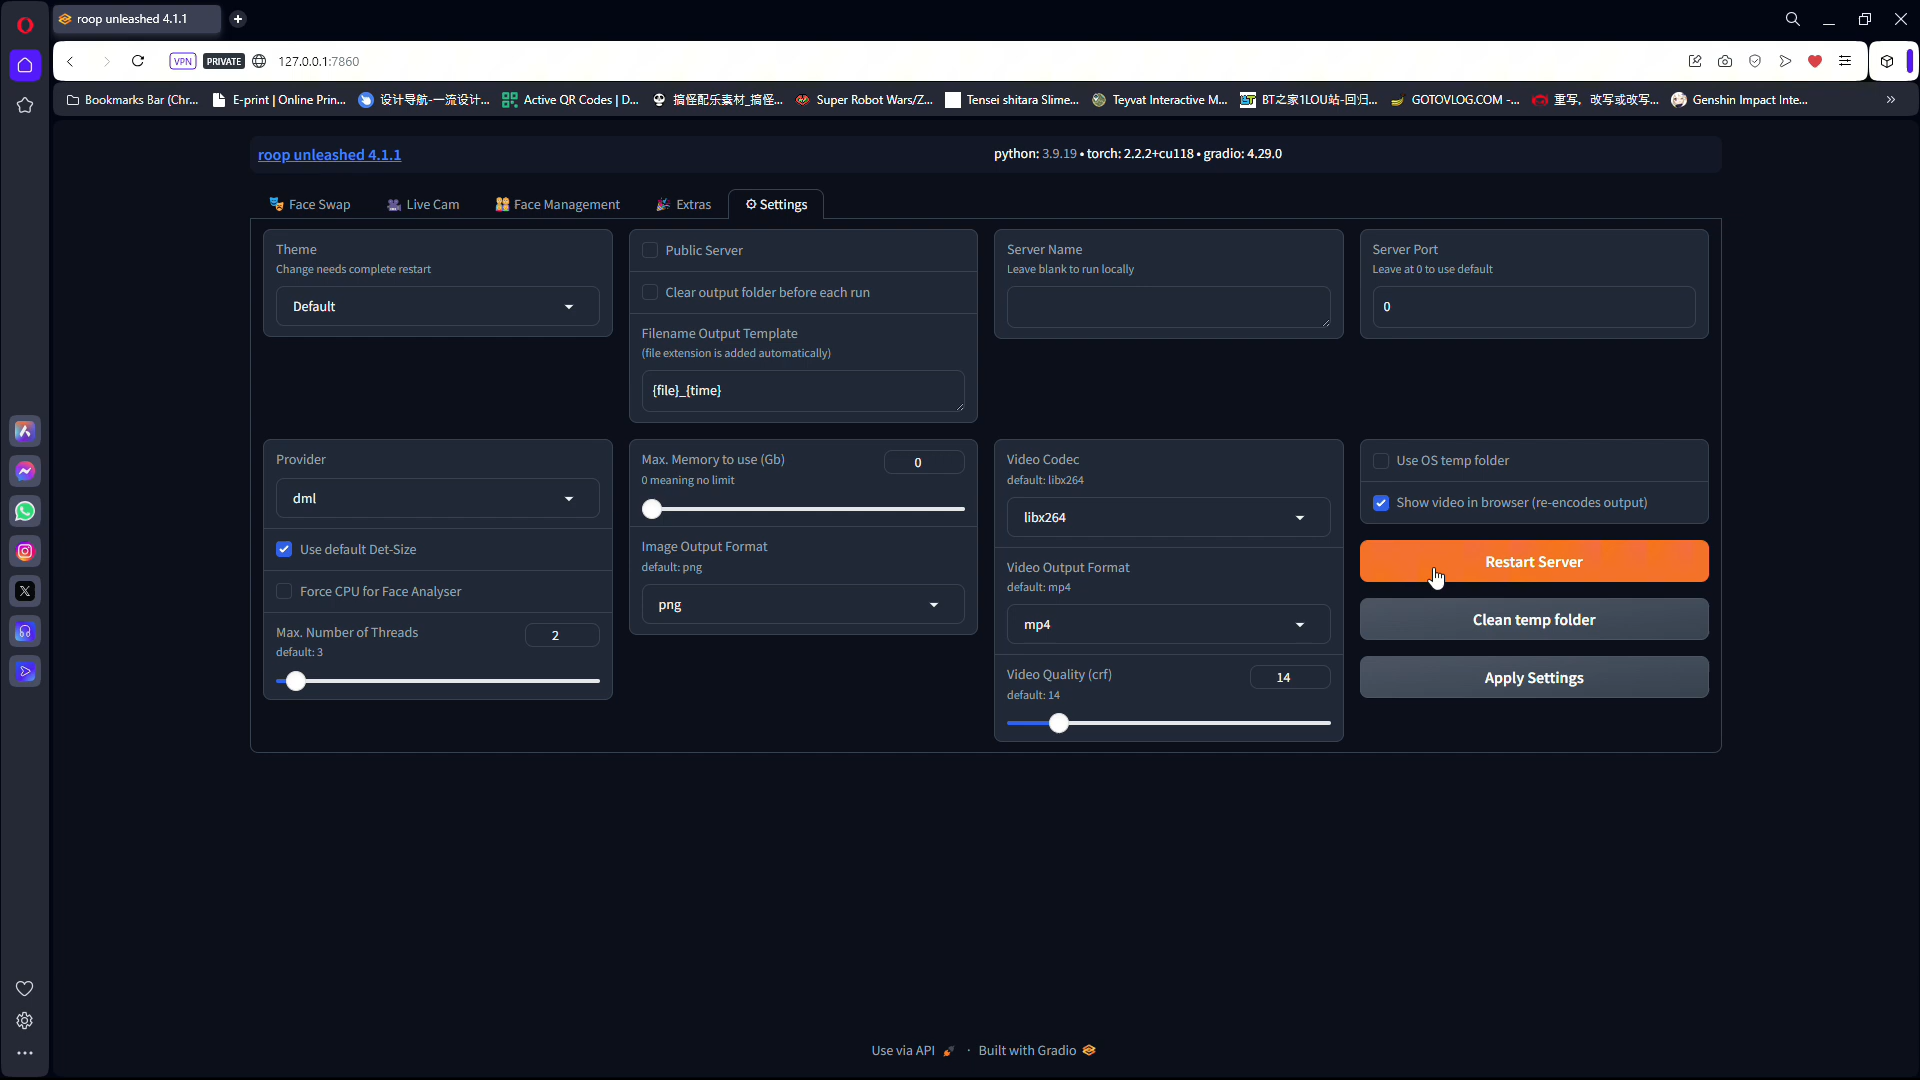 roop unleashed 4.1.1
VPN PRIVATE 127.0.0.1:7860
Bookmarks Bar (Chr... E-print | Online Prin... 设计导航-一流设计... Active QR Codes | D... 搞怪配乐素材_搞怪... Super Robot Wars/Z... Tensei shitara Slime... Teyvat Interactive M... BT之家1LOU站-回归... GOTOVLOG.COM -... 重写，改写或改写... Genshin Impact Inte...
roop unleashed 4.1.1
python: 3.9.19 • torch: 2.2.2+cu118 • gradio: 4.29.0
Face Swap Live Cam Face Management Extras Settings
Theme
Change needs complete restart
Default
Public Server
Clear output folder before each run
Filename Output Template
(file extension is added automatically)
{file}_{time}
Server Name
Leave blank to run locally
Server Port
Leave at 0 to use default
0
Provider
dml
Use default Det-Size
Force CPU for Face Analyser
Max. Number of Threads
2
default: 3
Max. Memory to use (Gb)
0
0 meaning no limit
Image Output Format
default: png
png
Video Codec
default: libx264
libx264
Video Output Format
default: mp4
mp4
Video Quality (crf)
14
default: 14
Use OS temp folder
Show video in browser (re-encodes output)
Restart Server
Clean temp folder
Apply Settings
Use via API · Built with Gradio